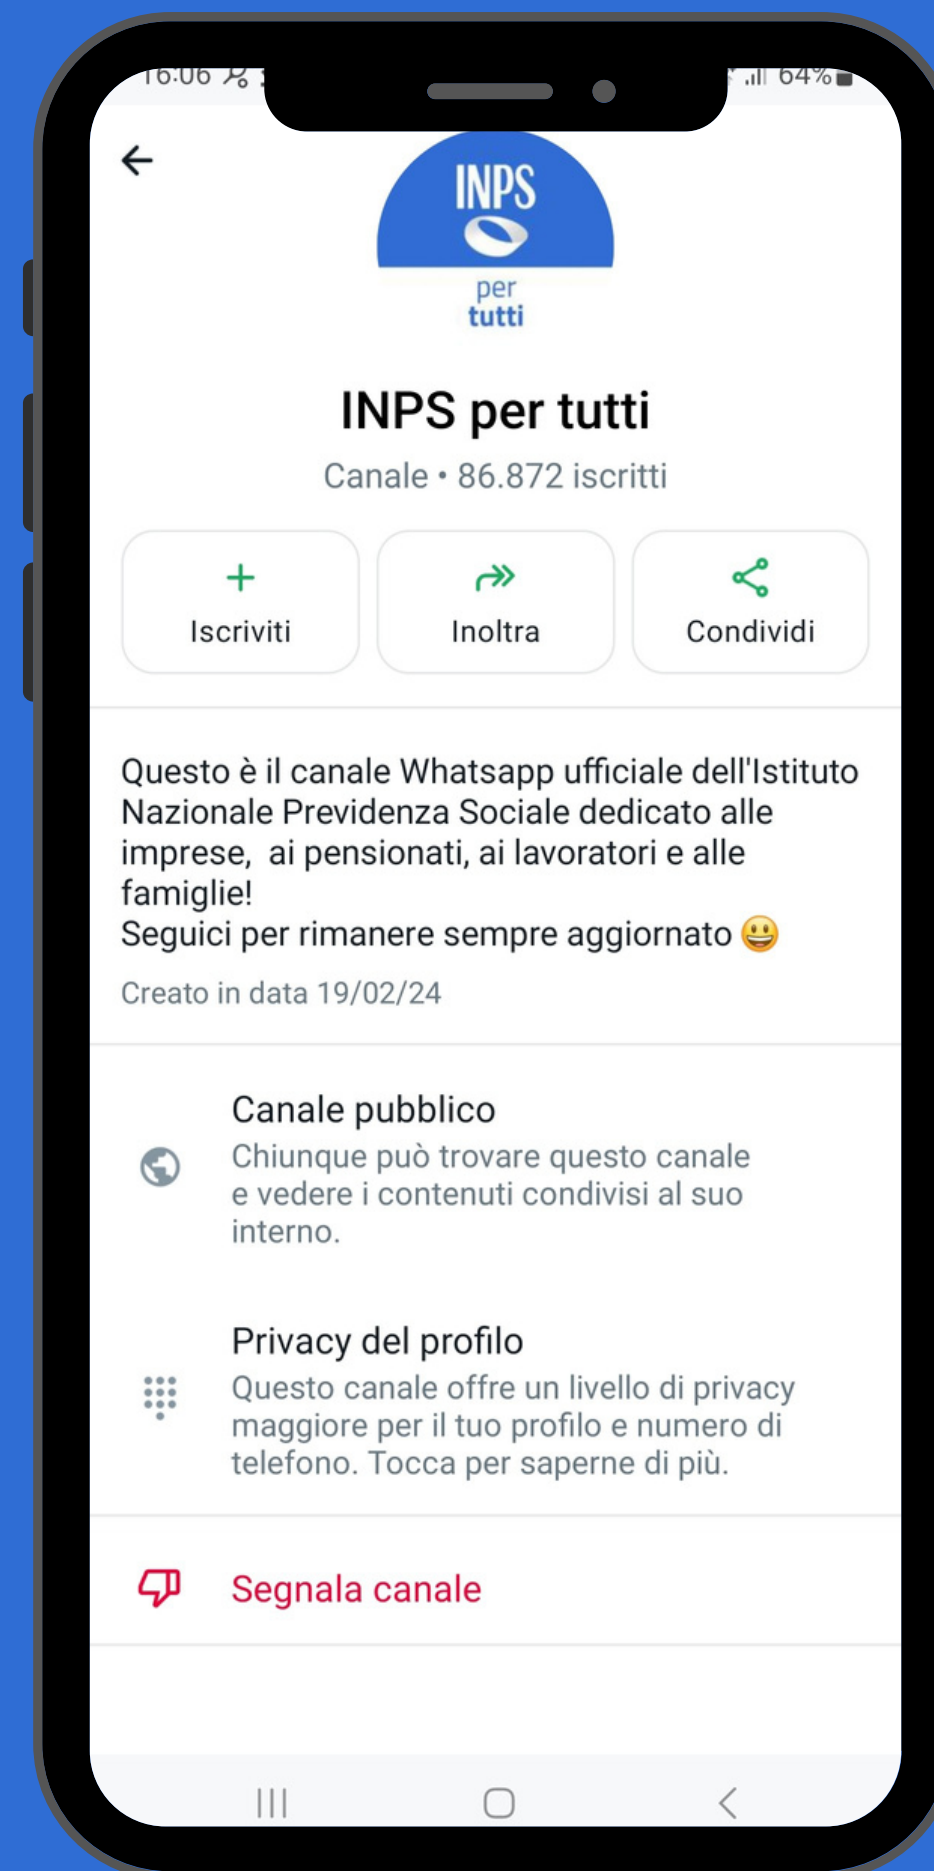 16:06
64%
INPS
per
tutti
INPS per tutti
Canale • 86.872 iscritti
Iscriviti
Inoltra
Condividi
Questo è il canale Whatsapp ufficiale dell'Istituto
Nazionale Previdenza Sociale dedicato alle
imprese,  ai pensionati, ai lavoratori e alle
famiglie!
Seguici per rimanere sempre aggiornato 😃
Creato in data 19/02/24
Canale pubblico
Chiunque può trovare questo canale
e vedere i contenuti condivisi al suo
interno.
Privacy del profilo
Questo canale offre un livello di privacy
maggiore per il tuo profilo e numero di
telefono. Tocca per saperne di più.
Segnala canale